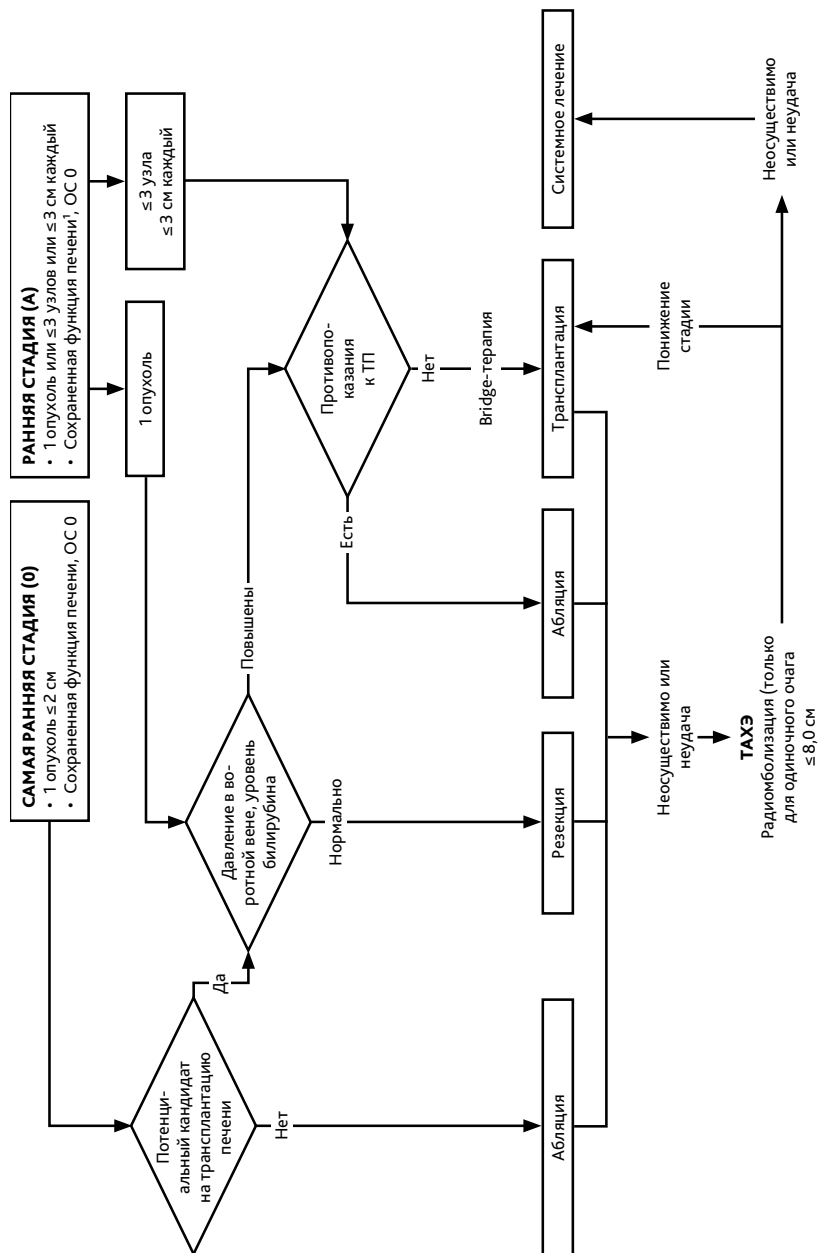 САМАЯ РАННЯЯ СТАДИЯ (0)
• 1 опухоль ≤ 2 см
• Сохраненная функция печени, ОС 0
РАННЯЯ СТАДИЯ (А)
• 1 опухоль или ≤3 узлов или ≤3 см каждый
• Сохраненная функция печени¹, ОС 0
1 опухоль
≤ 3 узла
≤ 3 см каждый
Потенци-
альный кандидат
на трансплантацию
печени
Да
Нет
Давление в во-
ротной вене, уровень
билирубина
Повышены
Нормально
Противопо-
казания
к ТП
Есть
Нет
Bridge-терапия
Абляция
Резекция
Абляция
Трансплантация
Системное лечение
Неосуществимо или
неудача
ТАХЭ
Радиомболизация (только
для одиночного очага
≤ 8,0 см
Понижение
стадии
Неосуществимо
или неудача